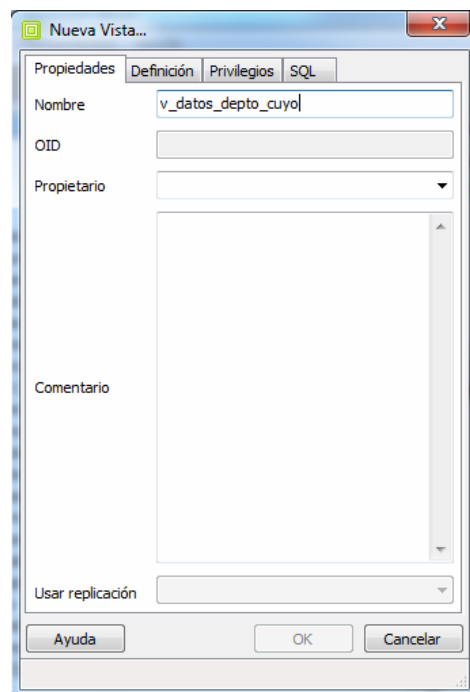 Nueva Vista...
Propiedades Definición Privilegios SQL
Nombre v_datos_depto_cuyo
OID
Propietario
Comentario
Usar replicación
Ayuda OK Cancelar